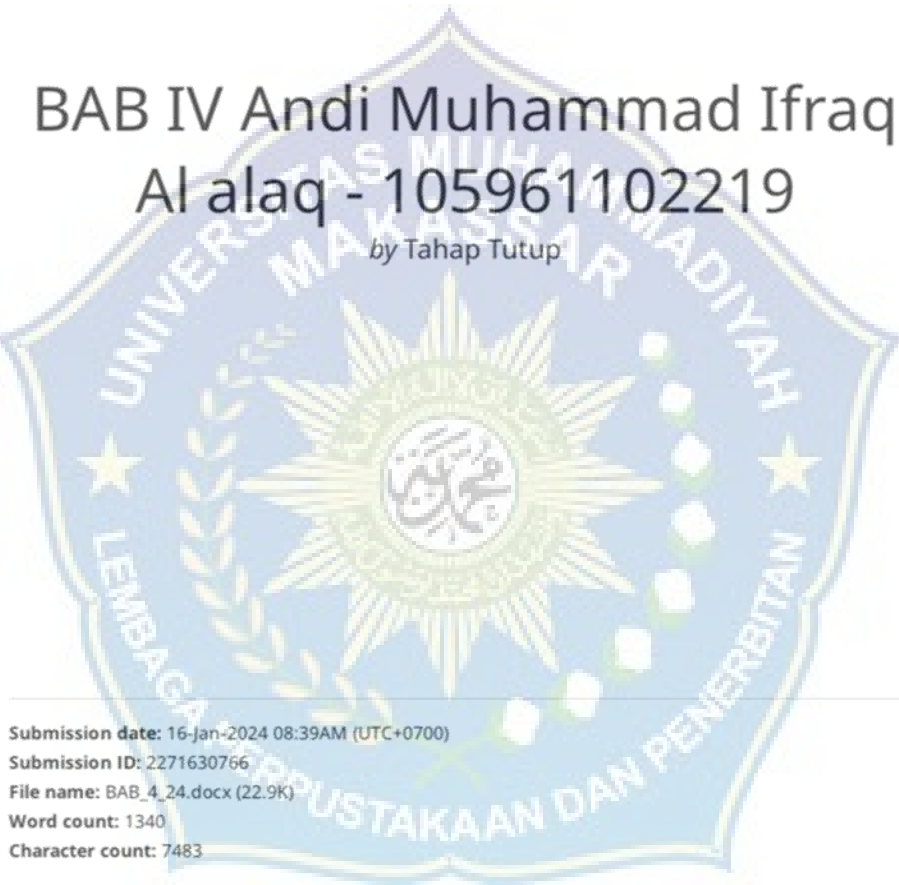 BAB IV Andi Muhammad Ifraq
Al alaq - 105961102219
by Tahap Tutup
UNIVERSITAS MUHAMMADIYAH
MAKASSAR
LEMBAGA PERPUSTAKAAN DAN PENERBITAN
Submission date: 16-Jan-2024 08:39AM (UTC+0700)
Submission ID: 2271630766
File name: BAB_4_24.docx (22.9K)
Word count: 1340
Character count: 7483